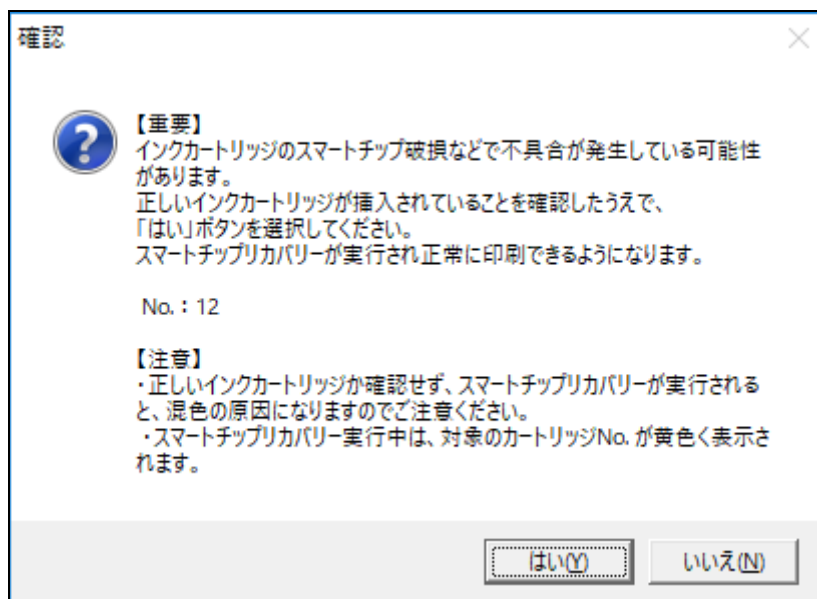 確認
【重要】
インクカートリッジのスマートチップ破損などで不具合が発生している可能性
があります。
正しいインクカートリッジが挿入されていることを確認したうえで、
「はい」ボタンを選択してください。
スマートチップリカバリーが実行され正常に印刷できるようになります。
No.：12
【注意】
・正しいインクカートリッジか確認せず、スマートチップリカバリーが実行される
と、混色の原因になりますのでご注意ください。
・スマートチップリカバリー実行中は、対象のカートリッジNo. が黄色く表示さ
れます。
はい(Y)
いいえ(N)